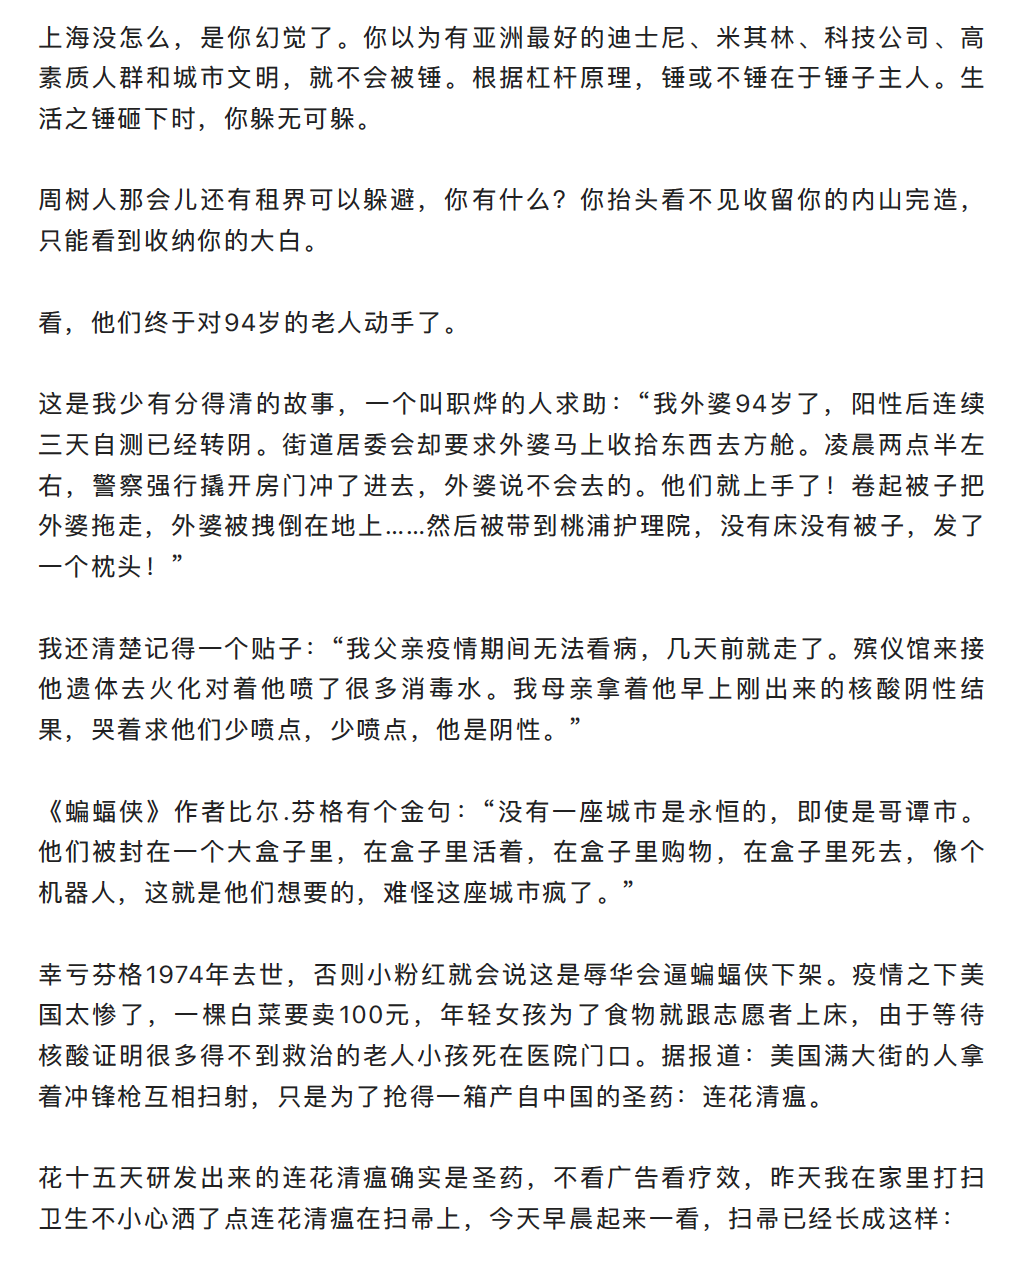 上海没怎么，是你幻觉了。你以为有亚洲最好的迪士尼、米其林、科技公司、高
素质人群和城市文明，就不会被锤。根据杠杆原理，锤或不锤在于锤子主人。生
活之锤砸下时，你躲无可躲。
周树人那会儿还有租界可以躲避，你有什么？你抬头看不见收留你的内山完造，
只能看到收纳你的大白。
看，他们终于对94岁的老人动手了。
这是我少有分得清的故事，一个叫职烨的人求助：“我外婆94岁了，阳性后连续
三天自测已经转阴。街道居委会却要求外婆马上收拾东西去方舱。凌晨两点半左
右，警察强行撬开房门冲了进去，外婆说不会去的。他们就上手了！卷起被子把
外婆拖走，外婆被拽倒在地上……然后被带到桃浦护理院，没有床没有被子，发了
一个枕头！”
我还清楚记得一个贴子：“我父亲疫情期间无法看病，几天前就走了。殡仪馆来接
他遗体去火化对着他喷了很多消毒水。我母亲拿着他早上刚出来的核酸阴性结
果，哭着求他们少喷点，少喷点，他是阴性。”
《蝙蝠侠》作者比尔.芬格有个金句：“没有一座城市是永恒的，即使是哥谭市。
他们被封在一个大盒子里，在盒子里活着，在盒子里购物，在盒子里死去，像个
机器人，这就是他们想要的，难怪这座城市疯了。”
幸亏芬格1974年去世，否则小粉红就会说这是辱华会逼蝙蝠侠下架。疫情之下美
国太惨了，一棵白菜要卖100元，年轻女孩为了食物就跟志愿者上床，由于等待
核酸证明很多得不到救治的老人小孩死在医院门口。据报道：美国满大街的人拿
着冲锋枪互相扫射，只是为了抢得一箱产自中国的圣药：连花清瘟。
花十五天研发出来的连花清瘟确实是圣药，不看广告看疗效，昨天我在家里打扫
卫生不小心洒了点连花清瘟在扫帚上，今天早晨起来一看，扫帚已经长成这样：